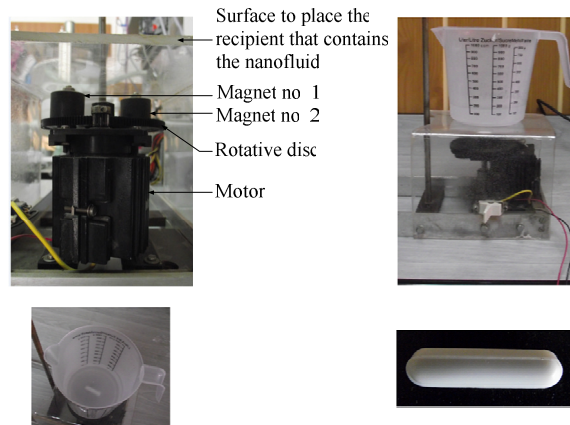 Surface to place the
recipient that contains
the nanofluid
Magnet no 1
Magnet no 2
Rotative disc
Motor